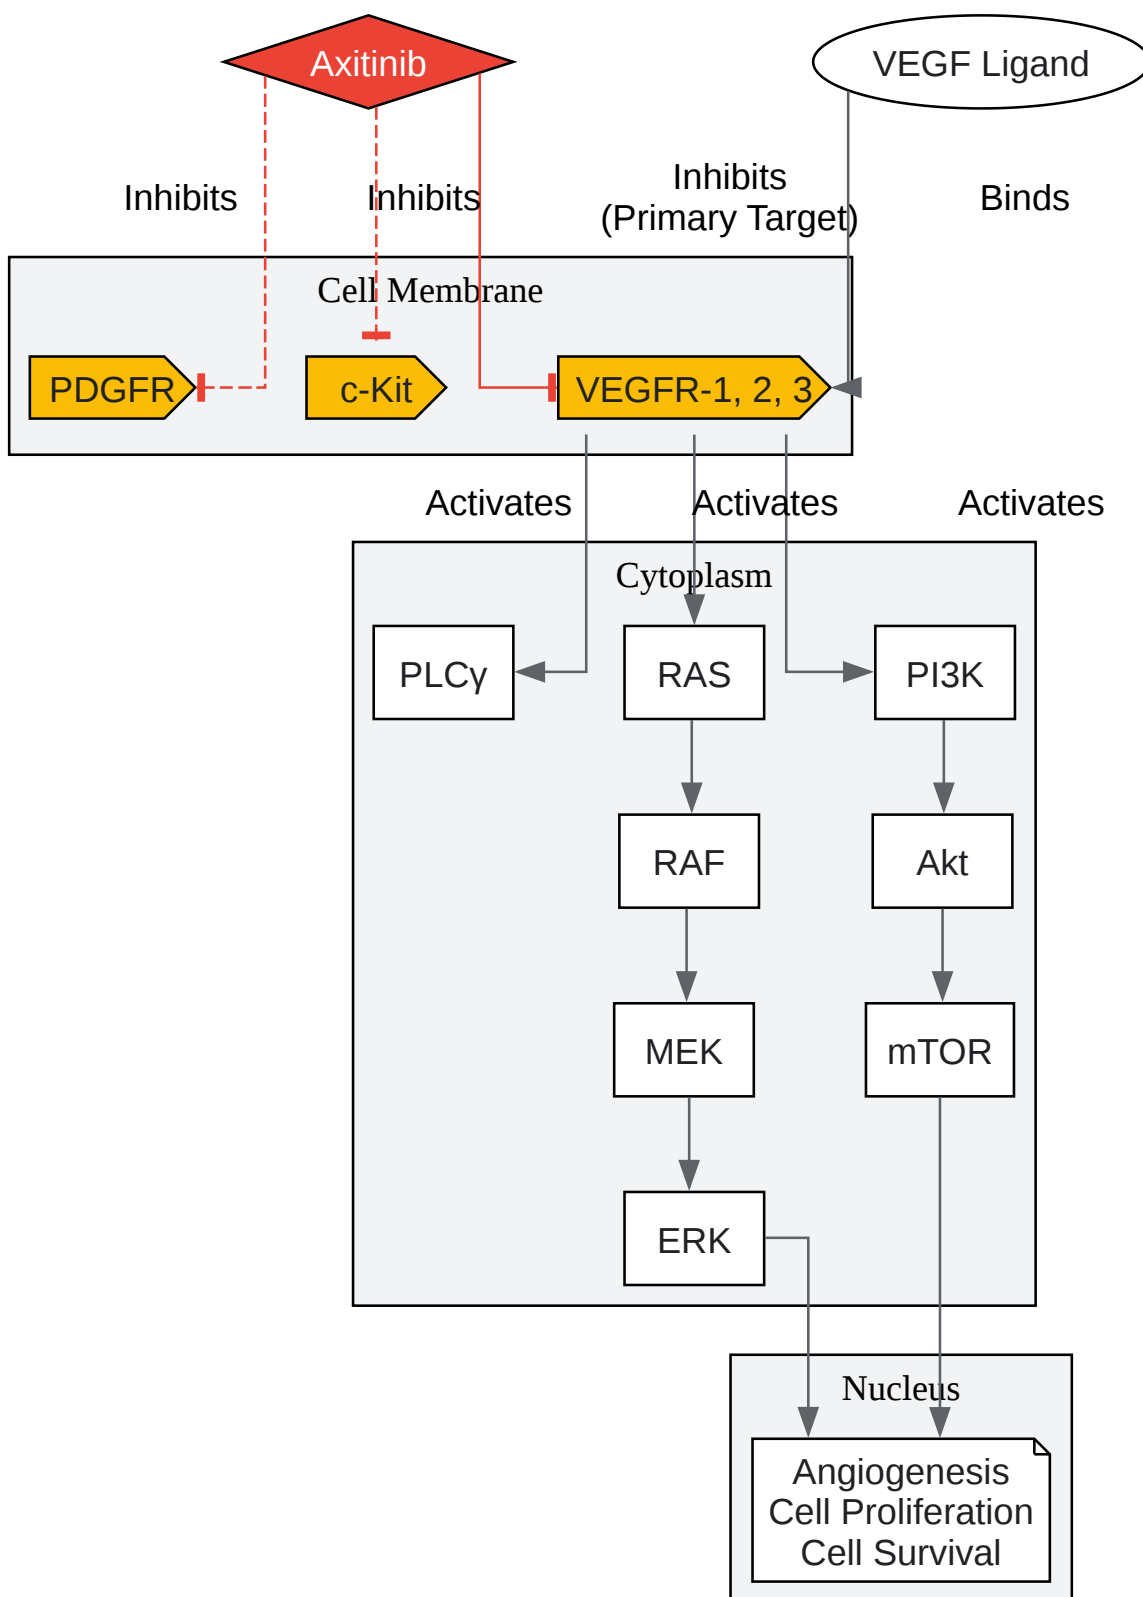 Axitinib
VEGF Ligand
Inhibits
Inhibits
Inhibits
(Primary Target)
Binds
Cell Membrane
PDGFR
c-Kit
VEGFR-1, 2, 3
Activates
Activates
Activates
Cytoplasm
PLCγ
RAS
PI3K
RAF
Akt
MEK
mTOR
ERK
Nucleus
Angiogenesis
Cell Proliferation
Cell Survival